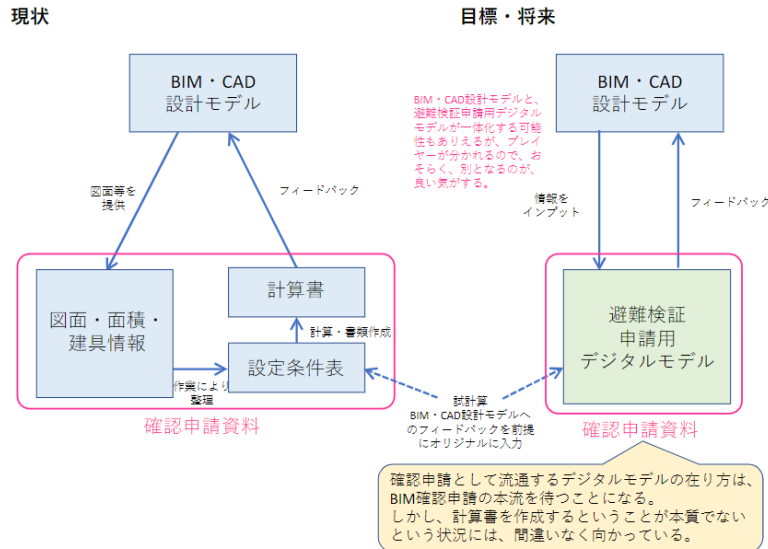 現状
BIM・CAD
設計モデル
図面等を
提供
フィードバック
図面・面積・
建具情報
計算書
計算・書類作成
設定条件表
作業により
整理
確認申請資料
目標・将来
BIM・CAD設計モデルと、
避難検証申請用デジタル
モデルが一体化する可能
性もありえるが、プレイ
ヤーが分かれるので、お
そらく、別となるのが、
良い気がする。
BIM・CAD
設計モデル
情報を
インプット
フィードバック
避難検証
申請用
デジタルモデル
試計算
BIM・CAD設計モデルへ
のフィードバックを前提
にオリジナルに入力
確認申請資料
確認申請として流通するデジタルモデルの在り方は、
BIM確認申請の本流を待つことになる。
しかし、計算書を作成するということが本質でない
という状況には、間違いなく向かっている。